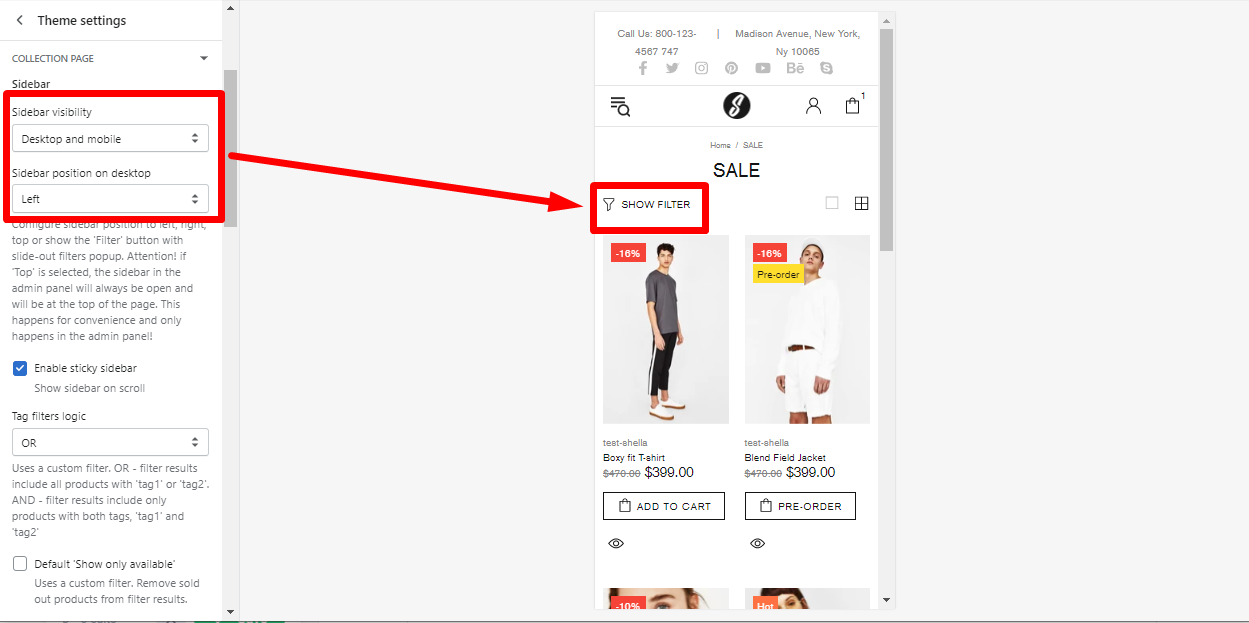 Theme settings
COLLECTION PAGE
Sidebar
Sidebar visibility
Desktop and mobile
Sidebar position on desktop
Left
Configure sidebar position to left, right,
top or show the 'Filter' button with
slide-out filters popup. Attention! if
'Top' is selected, the sidebar in the
admin panel will always be open and
will be at the top of the page. This
happens for convenience and only
happens in the admin panel!
Enable sticky sidebar
Show sidebar on scroll
Tag filters logic
OR
Uses a custom filter. OR - filter results
include all products with 'tag1' or 'tag2'.
AND - filter results include only
products with both tags, 'tag1' and
'tag2'
Default 'Show only available'
Uses a custom filter. Remove sold
out products from filter results.
Call Us: 800-123-
4567 747
|
Madison Avenue, New York,
Ny 10065
Bē
1
Home / SALE
SALE
SHOW FILTER
-16%
-16%
Pre-order
test-shella
Boxy fit T-shirt
$470.00 $399.00
ADD TO CART
test-shella
Blend Field Jacket
$470.00 $399.00
PRE-ORDER
-10%
Hot